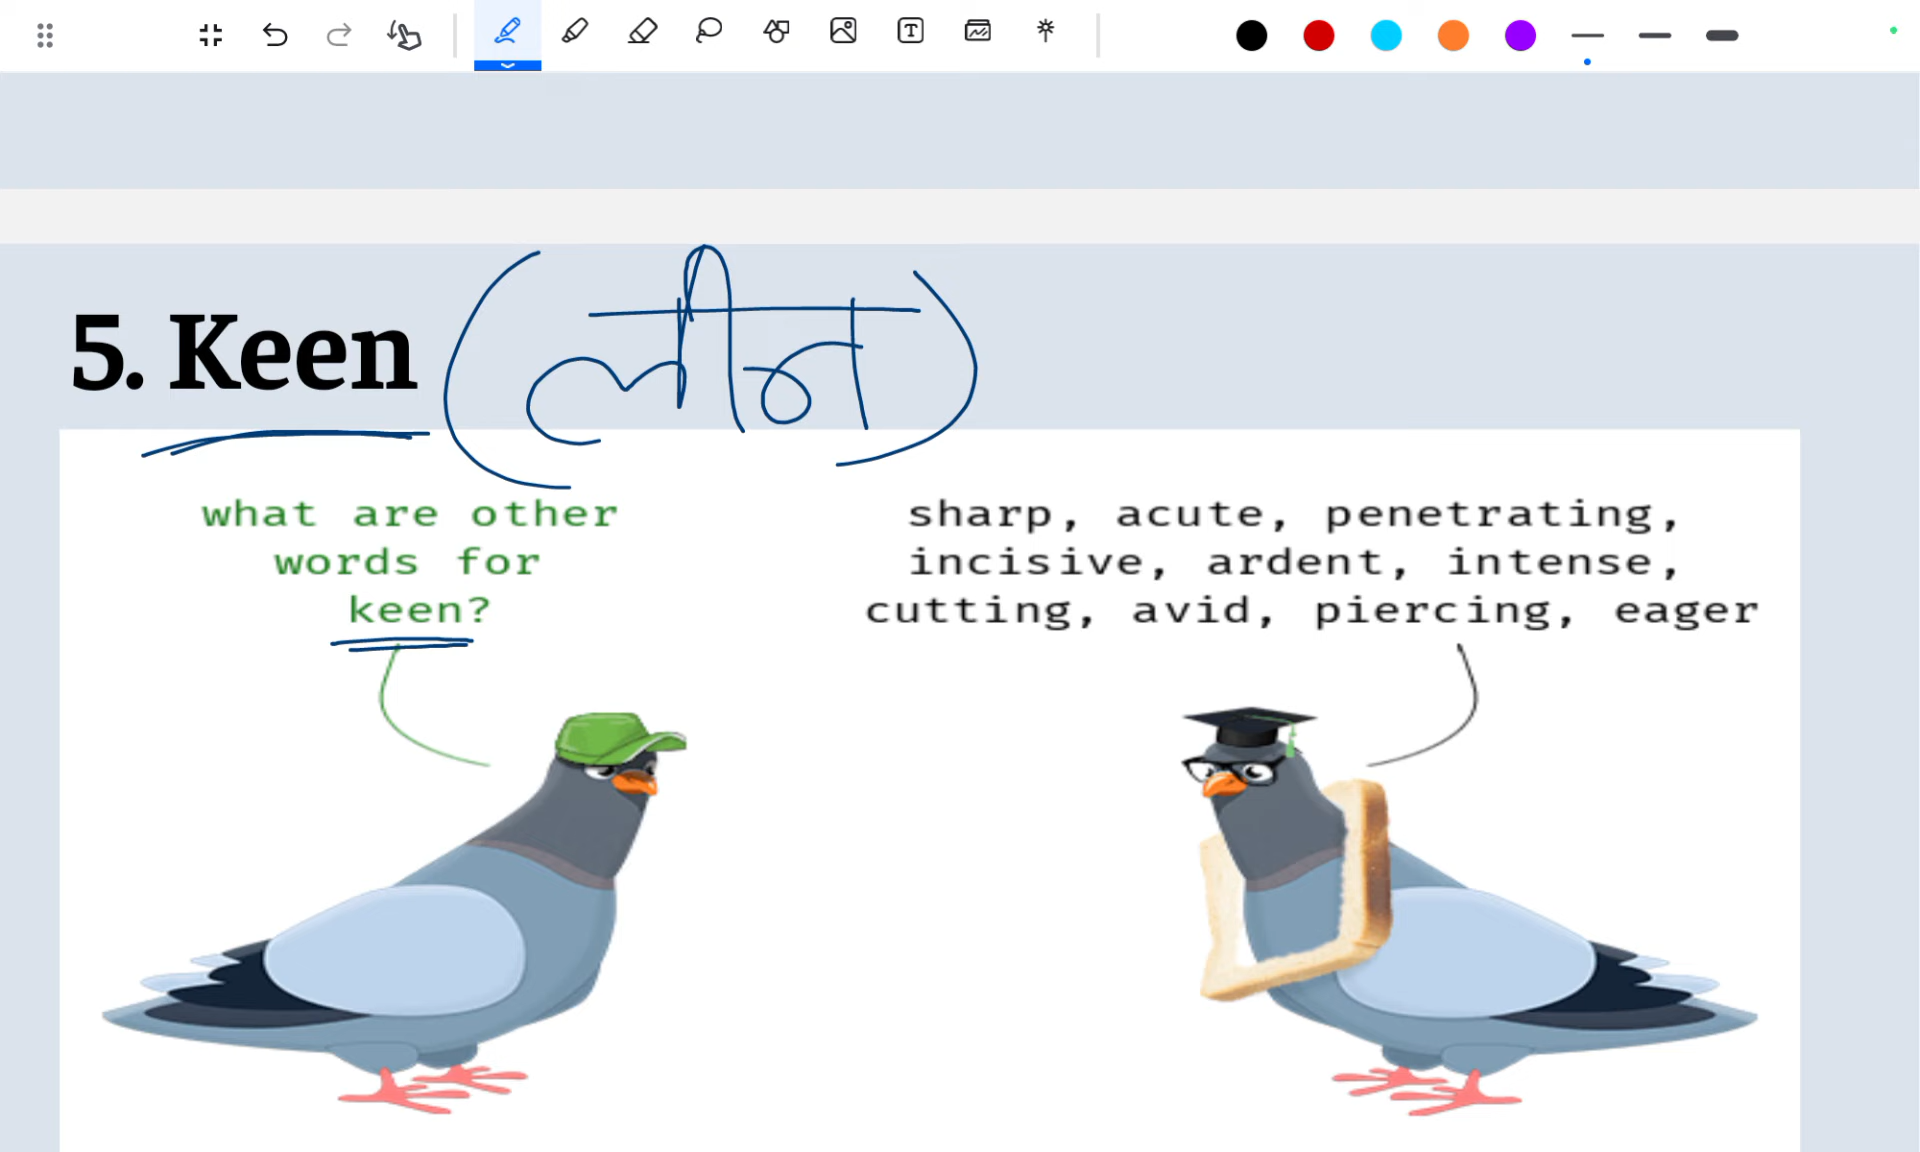 5. Keen (लीन)
what are other
words for
keen?
sharp, acute, penetrating,
incisive, ardent, intense,
cutting, avid, piercing, eager